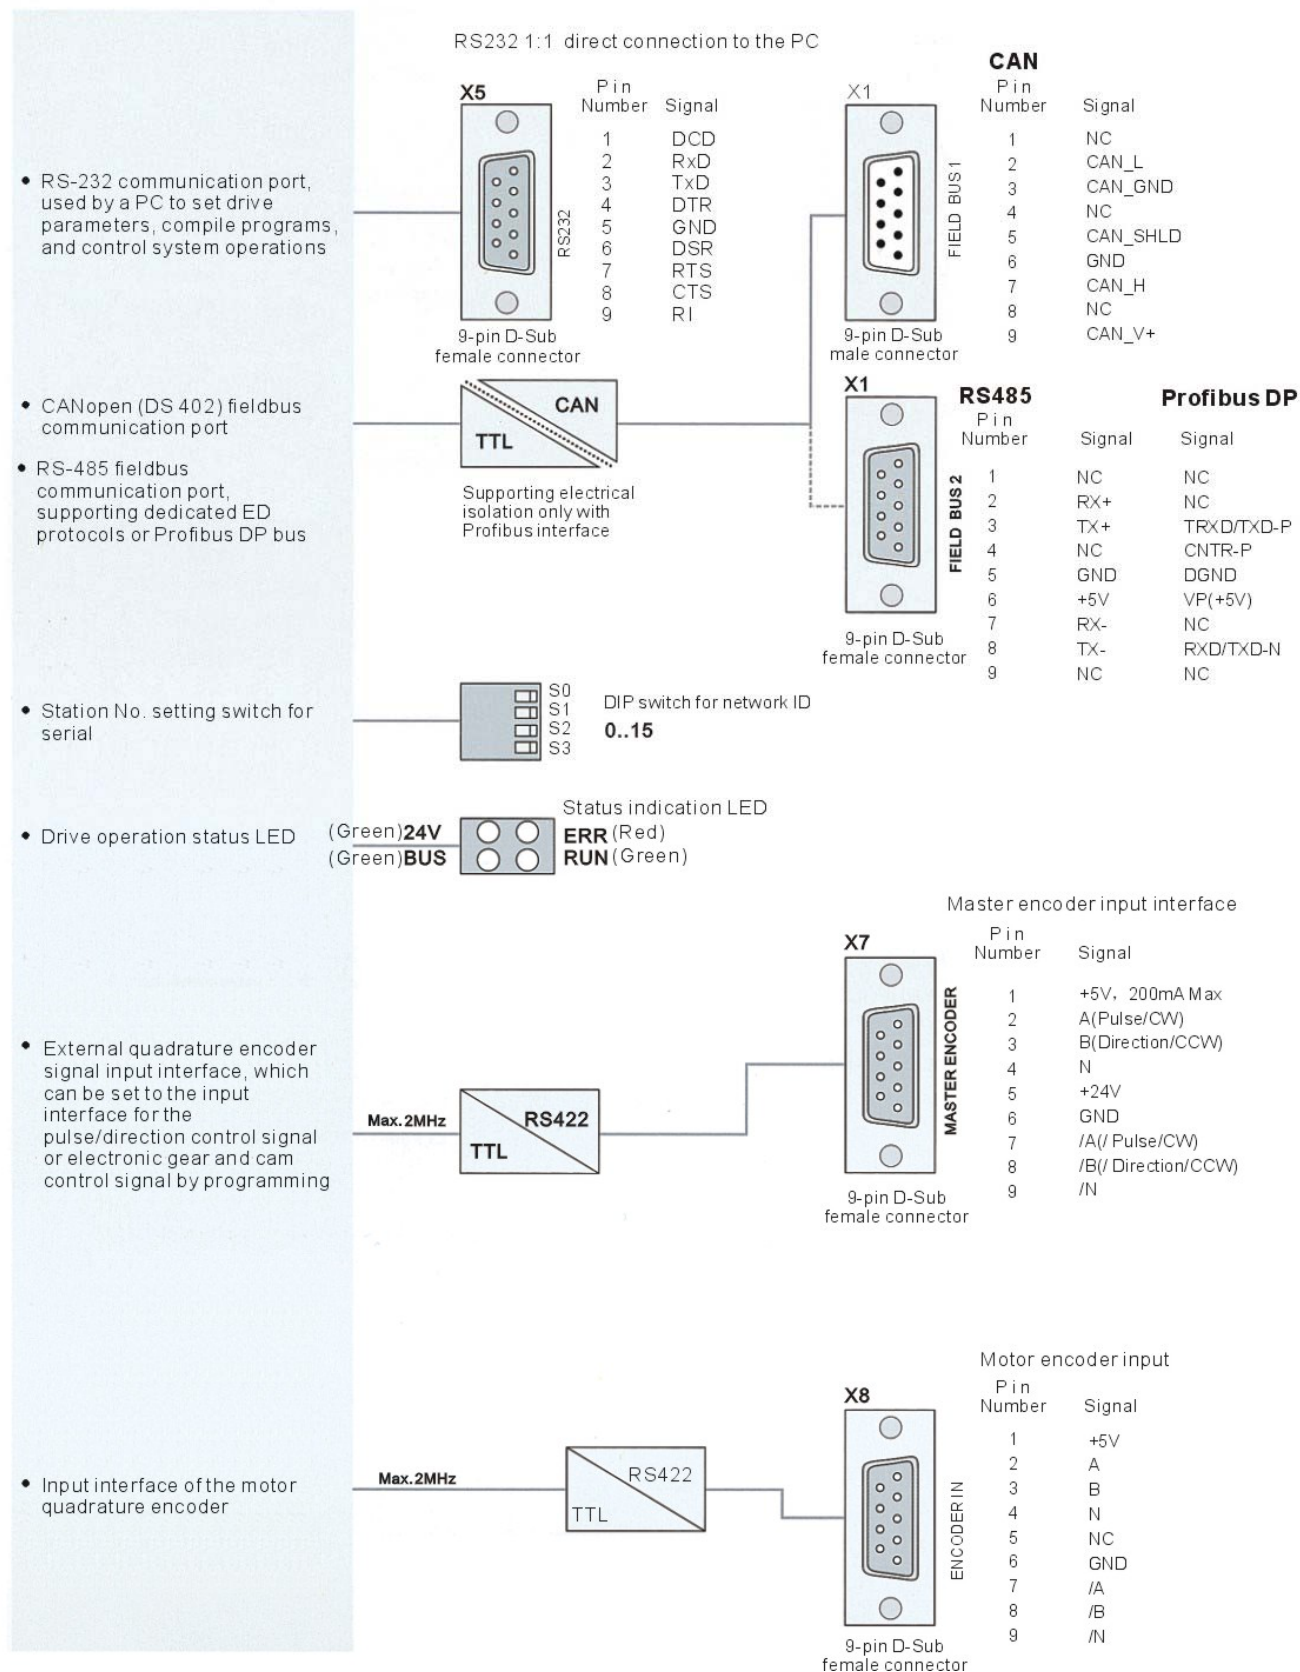 RS232 1:1 direct connection to the PC
X5
Pin
Number Signal
1 DCD
2 RxD
3 TxD
4 DTR
5 GND
6 DSR
7 RTS
8 CTS
9 RI
RS232
9-pin D-Sub
female connector
CAN
X1
Pin
Number Signal
1 NC
2 CAN_L
3 CAN_GND
4 NC
5 CAN_SHLD
6 GND
7 CAN_H
8 NC
9 CAN_V+
FIELD BUS 1
9-pin D-Sub
male connector
• RS-232 communication port,
used by a PC to set drive
parameters, compile programs,
and control system operations
• CANopen (DS 402) fieldbus
communication port
• RS-485 fieldbus
communication port,
supporting dedicated ED
protocols or Profibus DP bus
TTL CAN
Supporting electrical
isolation only with
Profibus interface
X1
RS485 Profibus DP
Pin
Number Signal Signal
1 NC NC
2 RX+ NC
3 TX+ TRXD/TXD-P
4 NC CNTR-P
5 GND DGND
6 +5V VP(+5V)
7 RX- NC
8 TX- RXD/TXD-N
9 NC NC
FIELD BUS 2
9-pin D-Sub
female connector
• Station No. setting switch for
serial
S0
S1
S2
S3
DIP switch for network ID
0..15
• Drive operation status LED
Status indication LED
(Green)24V ERR(Red)
(Green)BUS RUN(Green)
Master encoder input interface
X7
Pin
Number Signal
1 +5V, 200mA Max
2 A(Pulse/CW)
3 B(Direction/CCW)
4 N
5 +24V
6 GND
7 /A(/ Pulse/CW)
8 /B(/ Direction/CCW)
9 /N
MASTER ENCODER
9-pin D-Sub
female connector
• External quadrature encoder
signal input interface, which
can be set to the input
interface for the
pulse/direction control signal
or electronic gear and cam
control signal by programming
Max.2MHz
RS422
TTL
Motor encoder input
X8
Pin
Number Signal
1 +5V
2 A
3 B
4 N
5 NC
6 GND
7 /A
8 /B
9 /N
ENCODER IN
9-pin D-Sub
female connector
• Input interface of the motor
quadrature encoder
Max.2MHz
RS422
TTL